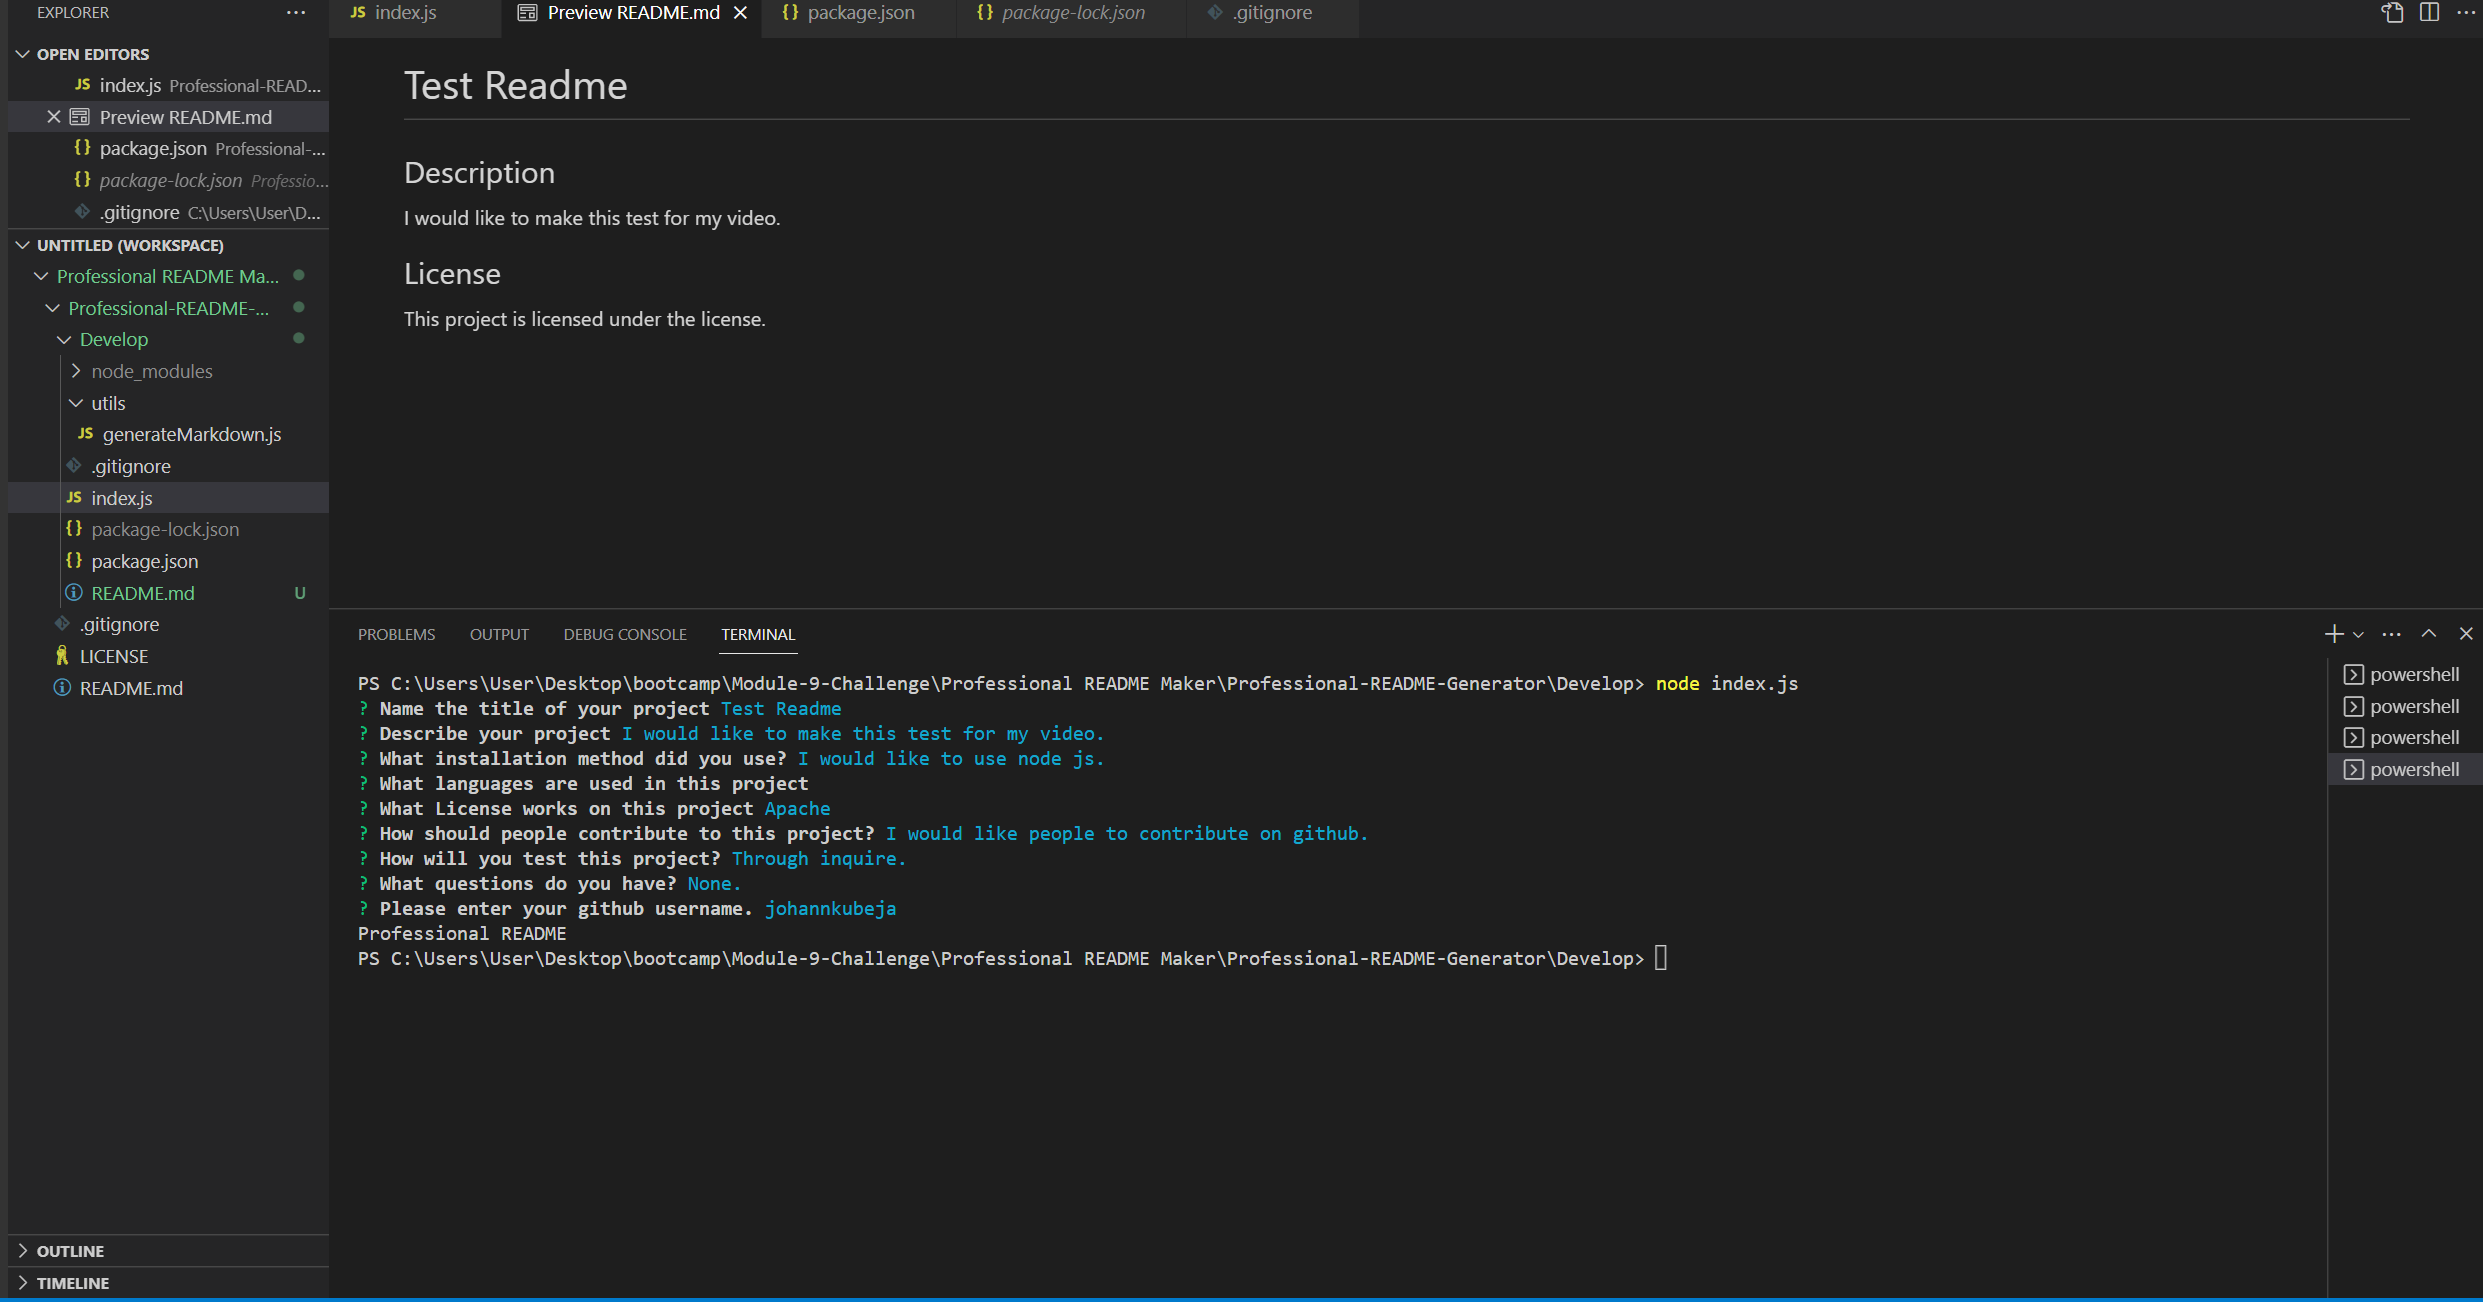 EXPLORER
OPEN EDITORS
JS index.js Professional-READ...
Preview README.md
{} package.json Professional-...
{} package-lock.json Professio...
.gitignore C:\Users\User\D...
UNTITLED (WORKSPACE)
Professional README Ma...
Professional-README-...
Develop
node_modules
utils
JS generateMarkdown.js
.gitignore
JS index.js
{} package-lock.json
{} package.json
README.md U
.gitignore
LICENSE
README.md
OUTLINE
TIMELINE
JS index.js Preview README.md {} package.json {} package-lock.json .gitignore
Test Readme
Description
I would like to make this test for my video.
License
This project is licensed under the license.
PROBLEMS OUTPUT DEBUG CONSOLE TERMINAL
PS C:\Users\User\Desktop\bootcamp\Module-9-Challenge\Professional README Maker\Professional-README-Generator\Develop> node index.js
? Name the title of your project Test Readme
? Describe your project I would like to make this test for my video.
? What installation method did you use? I would like to use node js.
? What languages are used in this project
? What License works on this project Apache
? How should people contribute to this project? I would like people to contribute on github.
? How will you test this project? Through inquire.
? What questions do you have? None.
? Please enter your github username. johannkubeja
Professional README
PS C:\Users\User\Desktop\bootcamp\Module-9-Challenge\Professional README Maker\Professional-README-Generator\Develop>
powershell
powershell
powershell
powershell